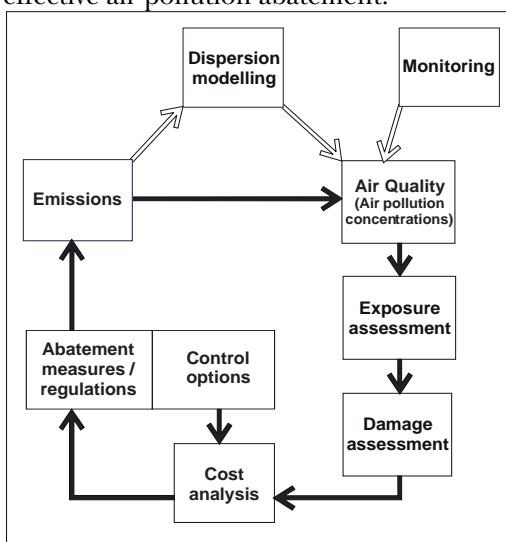 effective air pollution abatement.
Dispersion
modelling
Monitoring
Emissions
Air Quality
(Air pollution
concentrations)
Exposure
assessment
Abatement
measures /
regulations
Control
options
Damage
assessment
Cost
analysis